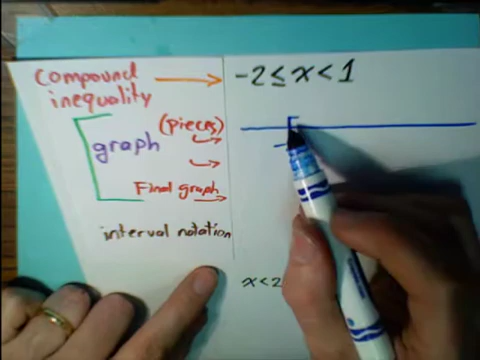 Compound inequality → -2 ≤ x < 1
(pieces)
graph
Final graph
interval notation
x < 2